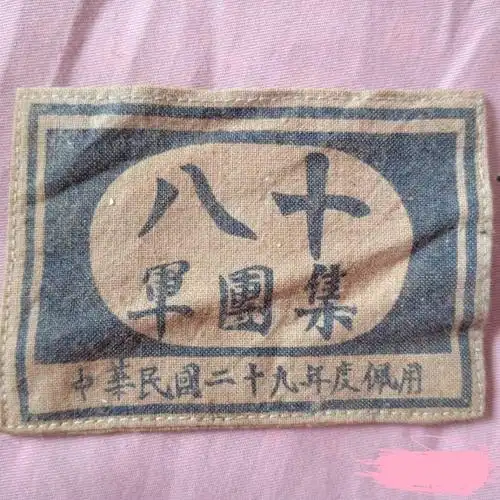 十八
集團軍
中華民國二十九年度佩用